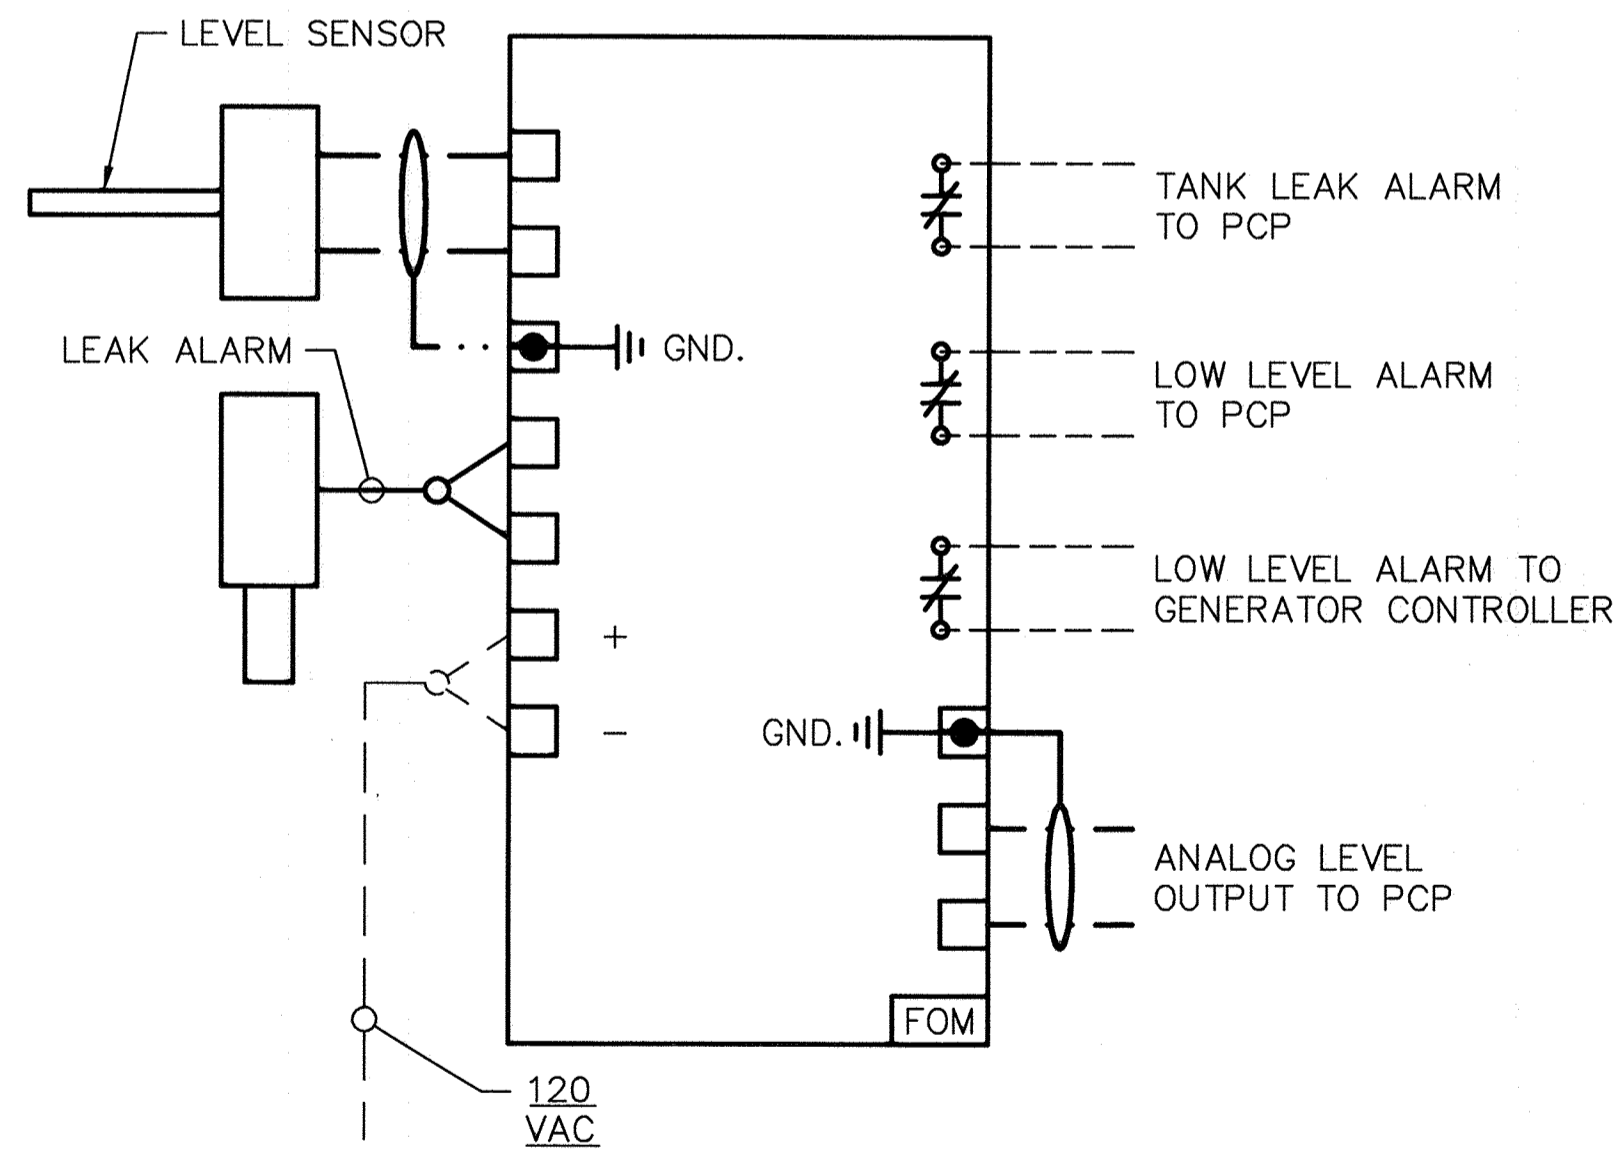 LEVEL SENSOR
TANK LEAK ALARM
TO PCP
GND.
LEAK ALARM
LOW LEVEL ALARM
TO PCP
LOW LEVEL ALARM TO
GENERATOR CONTROLLER
+
−
GND.
ANALOG LEVEL
OUTPUT TO PCP
FOM
120
VAC